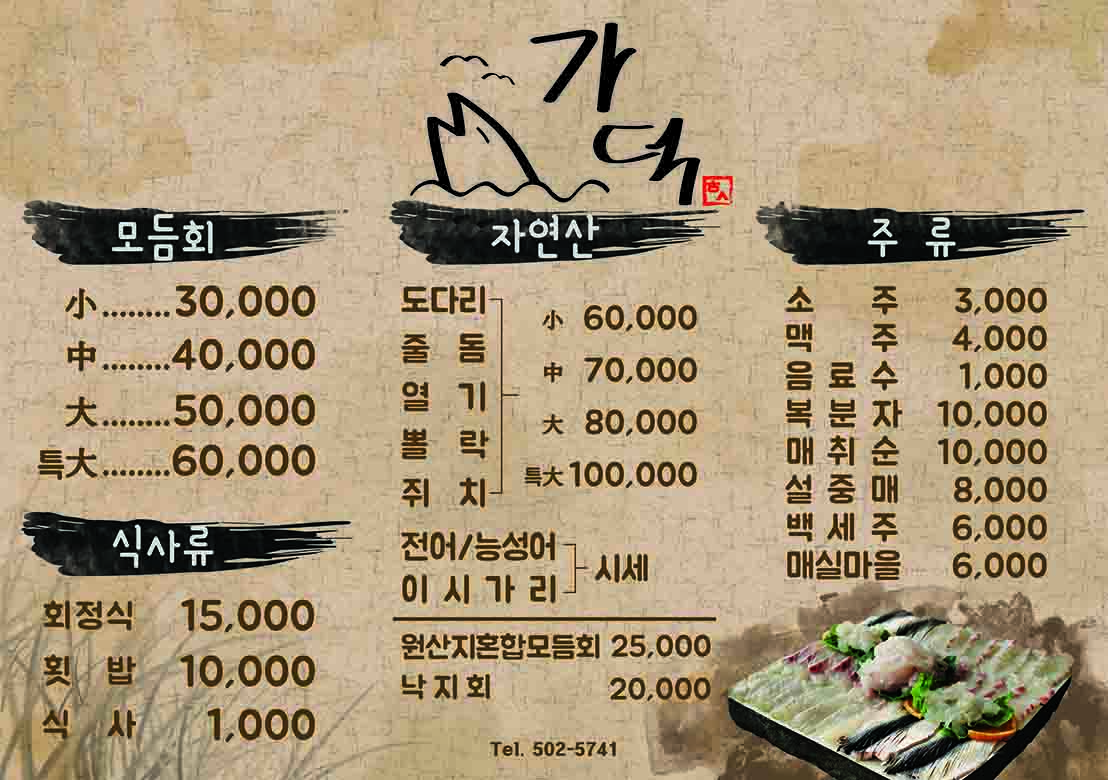 가덕
모듬회
小........30,000
中........40,000
大........50,000
特大........60,000
식사류
회정식 15,000
횟 밥 10,000
식 사 1,000
자연산
도다리
줄 돔
열 기
뽈 락
쥐 치
小 60,000
中 70,000
大 80,000
특大 100,000
전어/능성어
이 시 가 리
시세
원산지혼합모듬회 25,000
낙지회 20,000
주 류
소 주 3,000
맥 주 4,000
음 료 수 1,000
복 분 자 10,000
매 취 순 10,000
설 중 매 8,000
백 세 주 6,000
매실마을 6,000
Tel. 502-5741